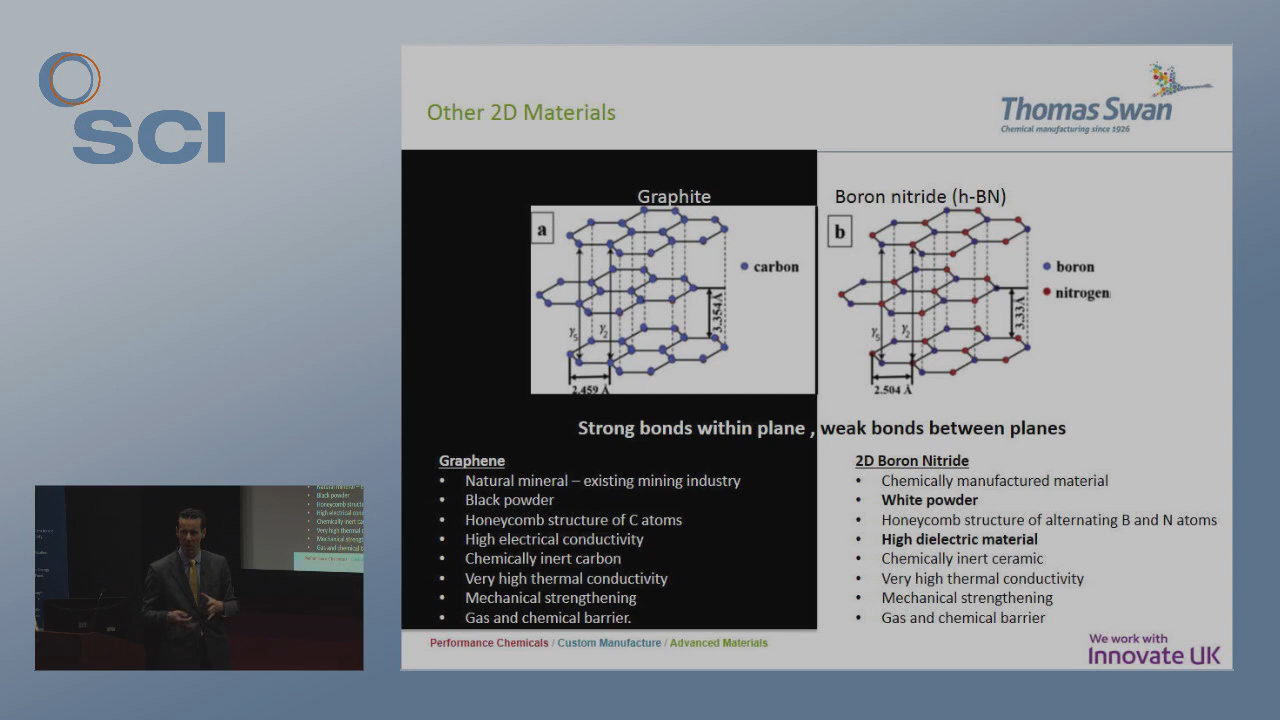 SCI
Other 2D Materials
Thomas Swan
Chemical manufacturing since 1926
Graphite
Boron nitride (h-BN)
a
carbon
3.354Å
γ5
γ2
2.459 Å
b
boron
nitrogen
3.33Å
γ5
γ2
2.504 Å
Strong bonds within plane , weak bonds between planes
Graphene
• Natural mineral – existing mining industry
• Black powder
• Honeycomb structure of C atoms
• High electrical conductivity
• Chemically inert carbon
• Very high thermal conductivity
• Mechanical strengthening
• Gas and chemical barrier.
2D Boron Nitride
• Chemically manufactured material
• White powder
• Honeycomb structure of alternating B and N atoms
• High dielectric material
• Chemically inert ceramic
• Very high thermal conductivity
• Mechanical strengthening
• Gas and chemical barrier
Performance Chemicals / Custom Manufacture / Advanced Materials
We work with
Innovate UK